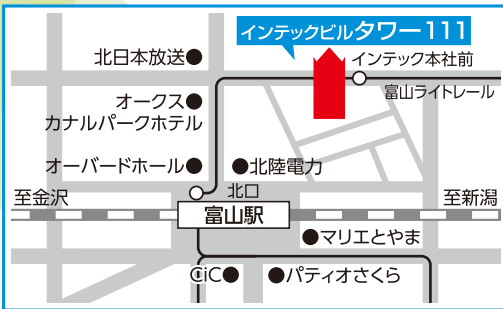 インテックビルタワー111
北日本放送●
インテック本社前
富山ライトレール
オークス●
カナルパークホテル
オーバードホール●
●北陸電力
北口
至金沢
富山駅
至新潟
●マリエとやま
CiC●
●パティオさくら